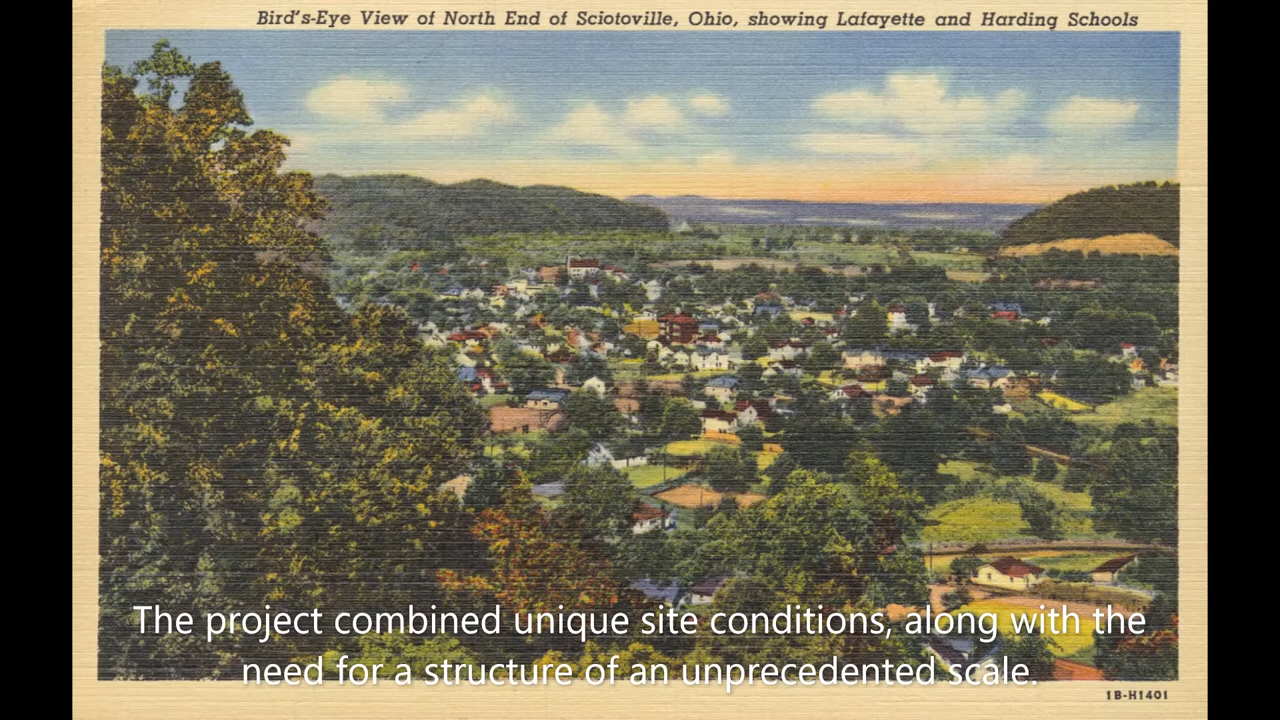 Bird's-Eye View of North End of Sciotoville, Ohio, showing Lafayette and Harding Schools
The project combined unique site conditions, along with the
need for a structure of an unprecedented scale.
1B-H1401